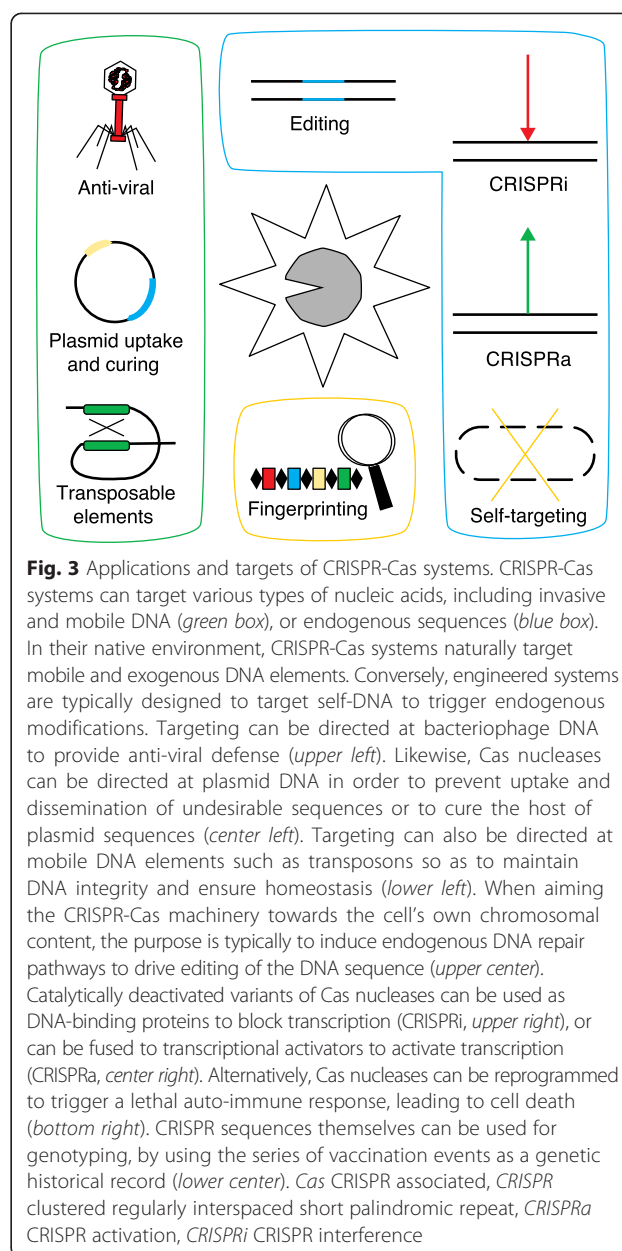 Anti-viral
Editing
CRISPRi
Plasmid uptake
and curing
CRISPRa
Transposable
elements
Fingerprinting
Self-targeting
Fig. 3 Applications and targets of CRISPR-Cas systems. CRISPR-Cas
systems can target various types of nucleic acids, including invasive
and mobile DNA (green box), or endogenous sequences (blue box).
In their native environment, CRISPR-Cas systems naturally target
mobile and exogenous DNA elements. Conversely, engineered systems
are typically designed to target self-DNA to trigger endogenous
modifications. Targeting can be directed at bacteriophage DNA
to provide anti-viral defense (upper left). Likewise, Cas nucleases
can be directed at plasmid DNA in order to prevent uptake and
dissemination of undesirable sequences or to cure the host of
plasmid sequences (center left). Targeting can also be directed at
mobile DNA elements such as transposons so as to maintain
DNA integrity and ensure homeostasis (lower left). When aiming
the CRISPR-Cas machinery towards the cell's own chromosomal
content, the purpose is typically to induce endogenous DNA repair
pathways to drive editing of the DNA sequence (upper center).
Catalytically deactivated variants of Cas nucleases can be used as
DNA-binding proteins to block transcription (CRISPRi, upper right), or
can be fused to transcriptional activators to activate transcription
(CRISPRa, center right). Alternatively, Cas nucleases can be reprogrammed
to trigger a lethal auto-immune response, leading to cell death
(bottom right). CRISPR sequences themselves can be used for
genotyping, by using the series of vaccination events as a genetic
historical record (lower center). Cas CRISPR associated, CRISPR
clustered regularly interspaced short palindromic repeat, CRISPRa
CRISPR activation, CRISPRi CRISPR interference